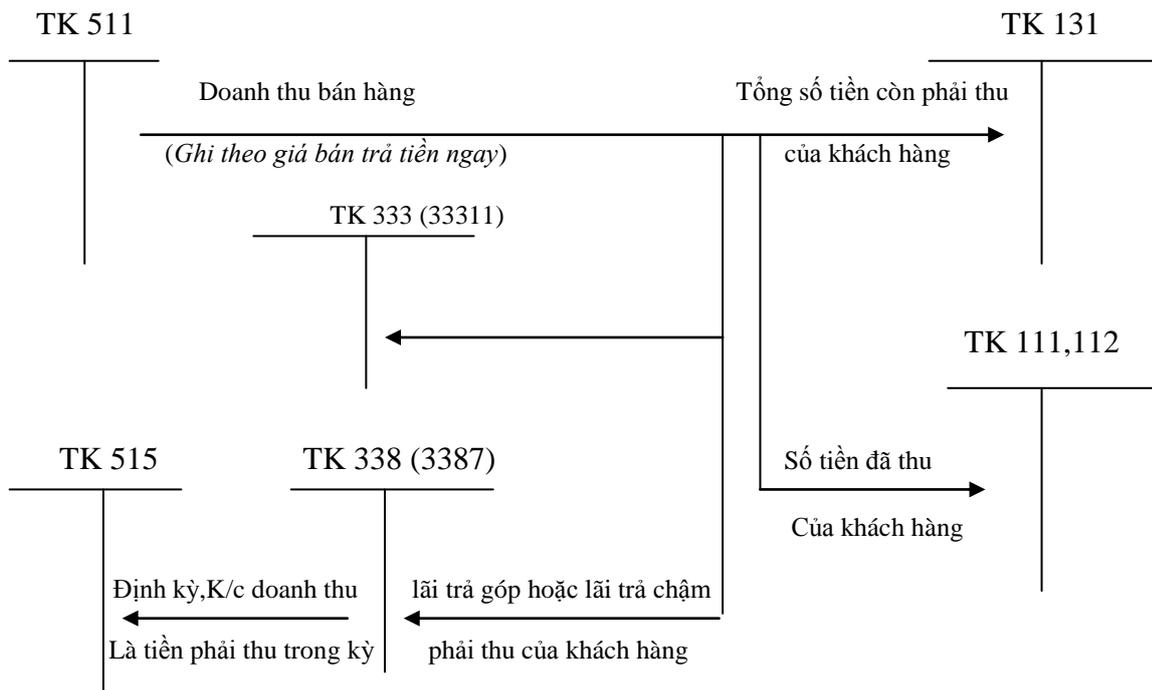 TK 511
TK 131
Doanh thu bán hàng
Tổng số tiền còn phải thu
(Ghi theo giá bán trả tiền ngay)
của khách hàng
TK 333 (33311)
TK 111,112
TK 515
TK 338 (3387)
Số tiền đã thu
Của khách hàng
Định kỳ,K/c doanh thu
lãi trả góp hoặc lãi trả chậm
Là tiền phải thu trong kỳ
phải thu của khách hàng